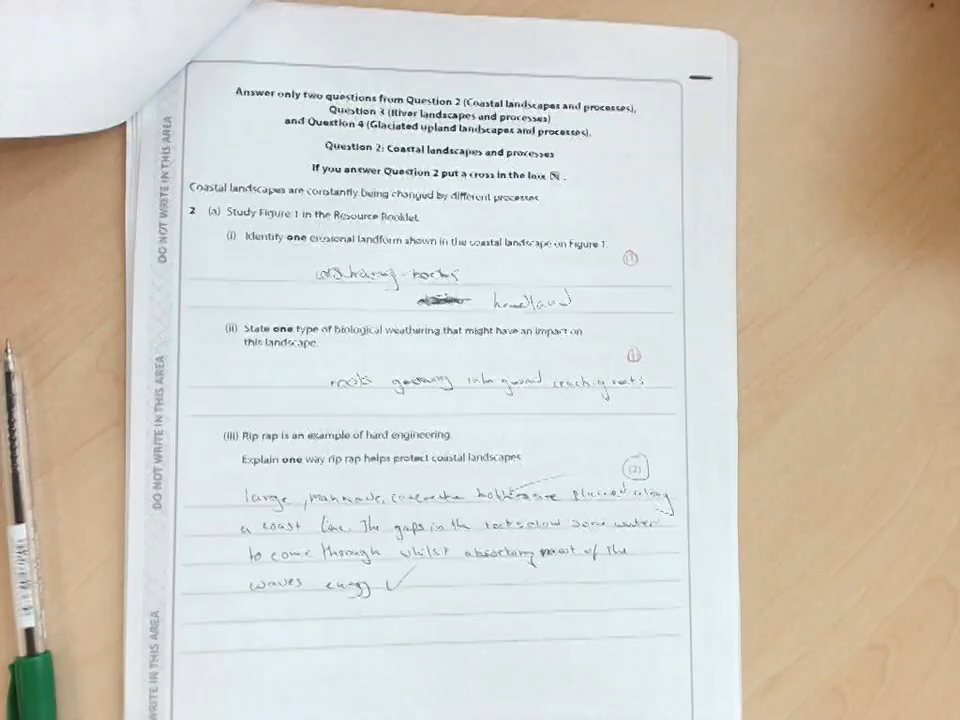 Answer only two questions from Question 2 (Coastal landscapes and processes),
Question 3 (River landscapes and processes)
and Question 4 (Glaciated upland landscapes and processes).
Question 2: Coastal landscapes and processes
If you answer Question 2 put a cross in the box
Coastal landscapes are constantly being changed by different processes
2 (a) Study Figure 1 in the Resource Booklet.
(i) Identify one erosional landform shown in the coastal landscape on Figure 1.
(1)
headland
(ii) State one type of biological weathering that might have an impact on
this landscape.
(1)
growing into ground
(iii) Rip rap is an example of hard engineering.
Explain one way rip rap helps protect coastal landscapes
(2)
large, manmade, concrete are placed along
a coast line. The gaps in the rocks allow some water
to come through whilst absorbing most of the
waves
DO NOT WRITE IN THIS AREA
DO NOT WRITE IN THIS AREA
WRITE IN THIS AREA